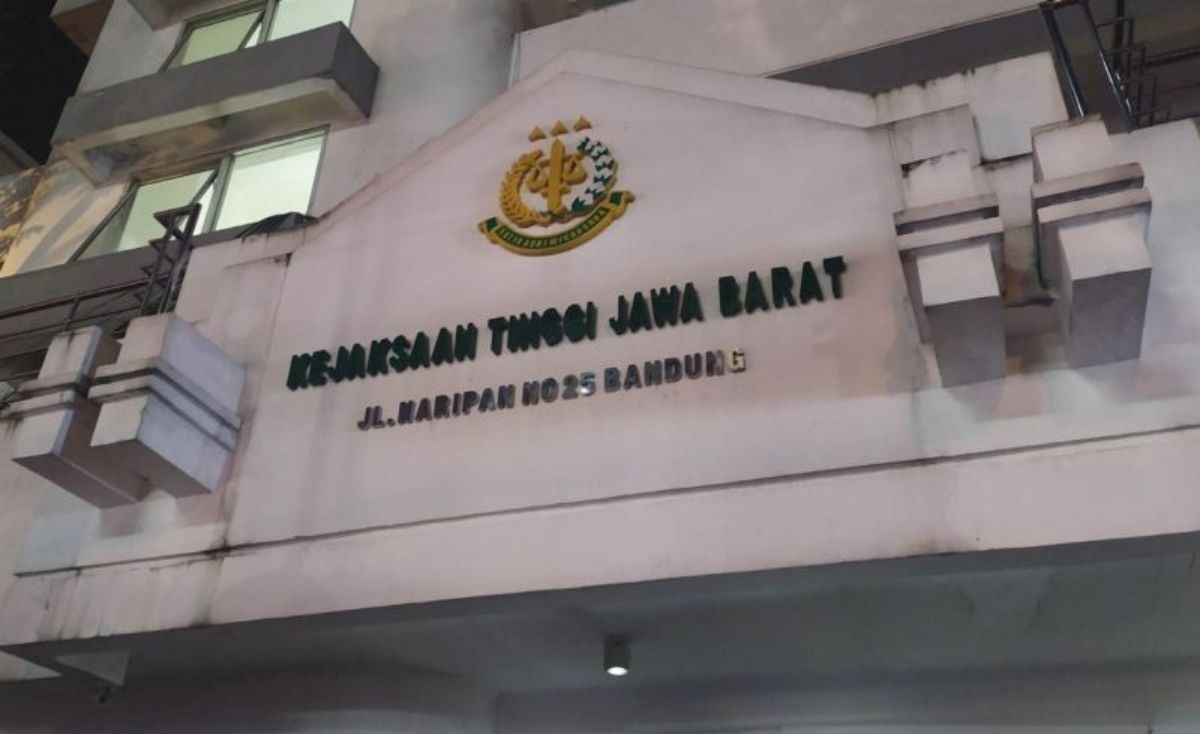 KEJAKSAAN TINGGI JAWA BARAT
JL. NARIPAN NO 25 BANDUNG